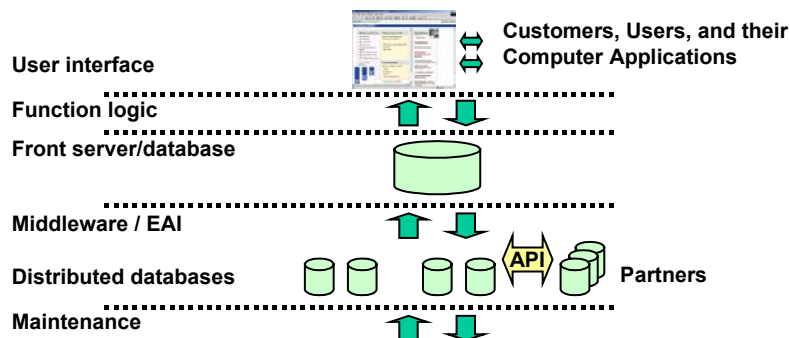 Customers, Users, and their
Computer Applications
User interface
Function logic
Front server/database
Middleware / EAI
API
Distributed databases
Partners
Maintenance